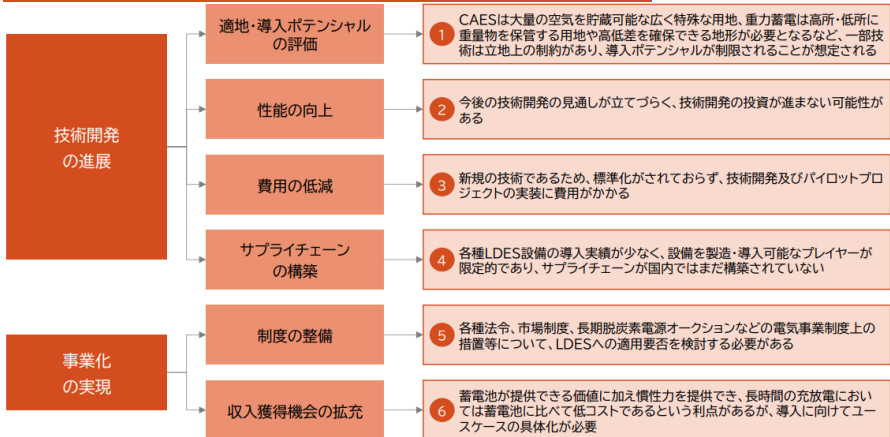 技術開発
の進展
適地・導入ポテンシャル
の評価
1
CAESは大量の空気を貯蔵可能な広く特殊な用地、重力蓄電は高所・低所に
重量物を保管する用地や高低差を確保できる地形が必要となるなど、一部技
術は立地上の制約があり、導入ポテンシャルが制限されることが想定される
性能の向上
2
今後の技術開発の見通しが立てづらく、技術開発の投資が進まない可能性が
ある
費用の低減
3
新規の技術であるため、標準化がされておらず、技術開発及びパイロットプロ
ジェクトの実装に費用がかかる
サプライチェーン
の構築
4
各種LDES設備の導入実績が少なく、設備を製造・導入可能なプレイヤーが
限定的であり、サプライチェーンが国内ではまだ構築されていない
事業化
の実現
制度の整備
5
各種法令、市場制度、長期脱炭素電源オークションなどの電気事業制度上の
措置等について、LDESへの適用要否を検討する必要がある
収入獲得機会の拡充
6
蓄電池が提供できる価値に加え慣性力を提供でき、長時間の充放電におい
ては蓄電池に比べて低コストであるという利点があるが、導入に向けてユー
スケースの具体化が必要